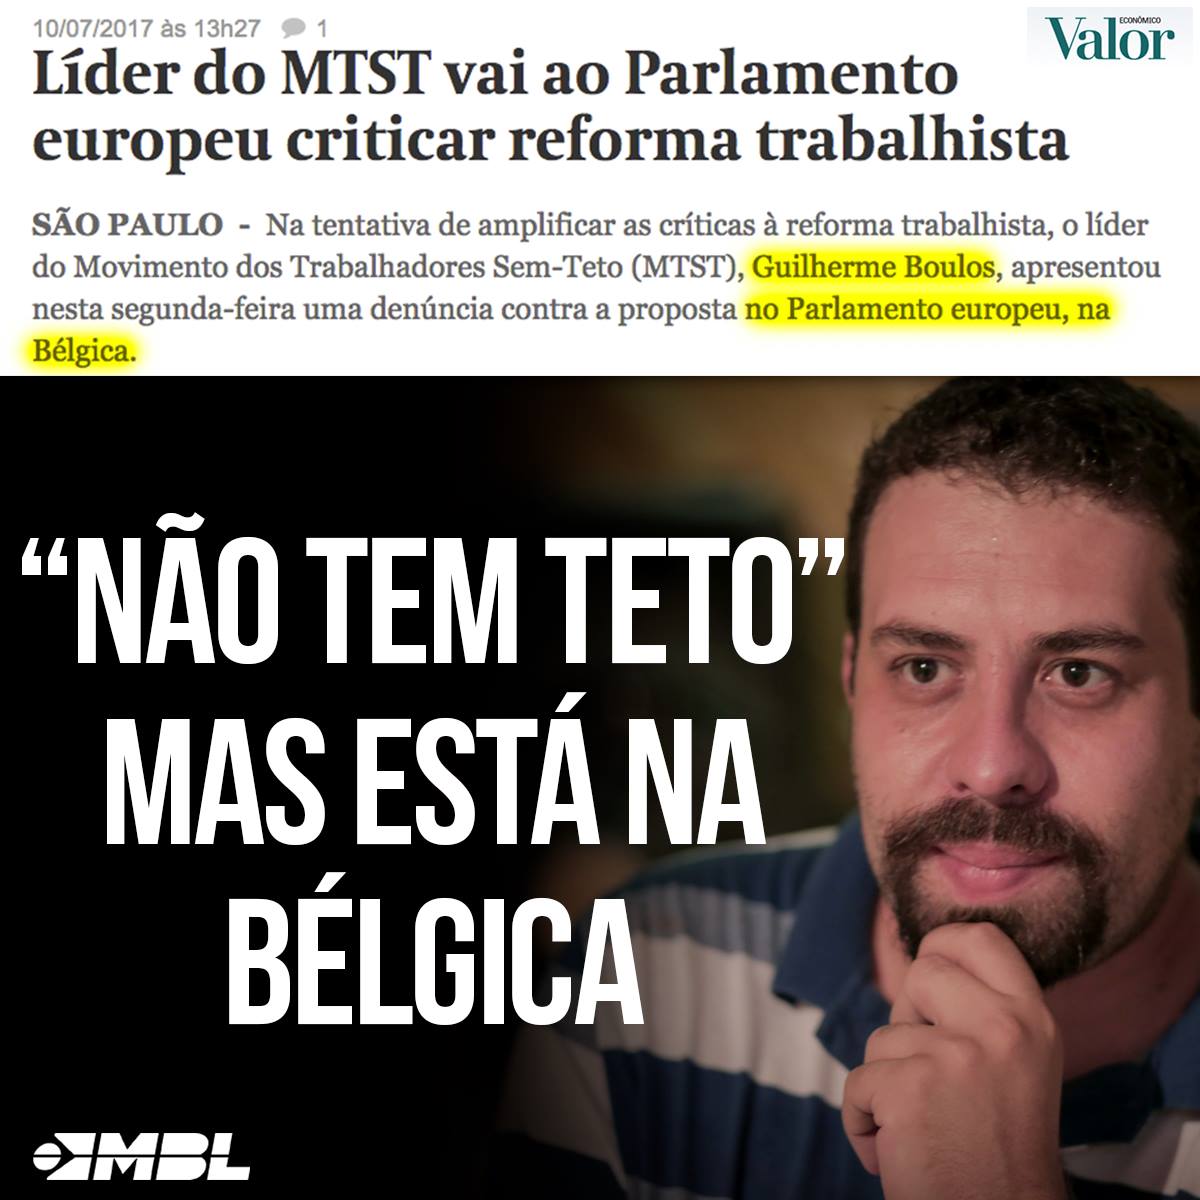 10/07/2017 às 13h27 1
ECONÔMICO
Valor
Líder do MTST vai ao Parlamento
europeu criticar reforma trabalhista
SÃO PAULO - Na tentativa de amplificar as críticas à reforma trabalhista, o líder
do Movimento dos Trabalhadores Sem-Teto (MTST), Guilherme Boulos, apresentou
nesta segunda-feira uma denúncia contra a proposta no Parlamento europeu, na
Bélgica.
“NÃO TEM TETO”
MAS ESTÁ NA
BÉLGICA
MBL